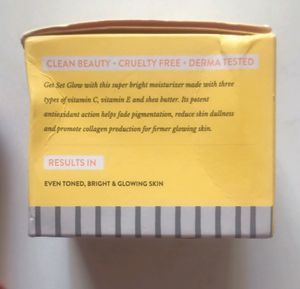 CLEAN BEAUTY • CRUELTY FREE • DERMA TESTED
Get Set Glow with this super bright moisturiser made with three
types of vitamin C, vitamin E and shea butter. Its potent
antioxidant action helps fade pigmentation, reduce skin dullness
and promote collagen production for firmer glowing skin.
RESULTS IN
EVEN TONED, BRIGHT & GLOWING SKIN